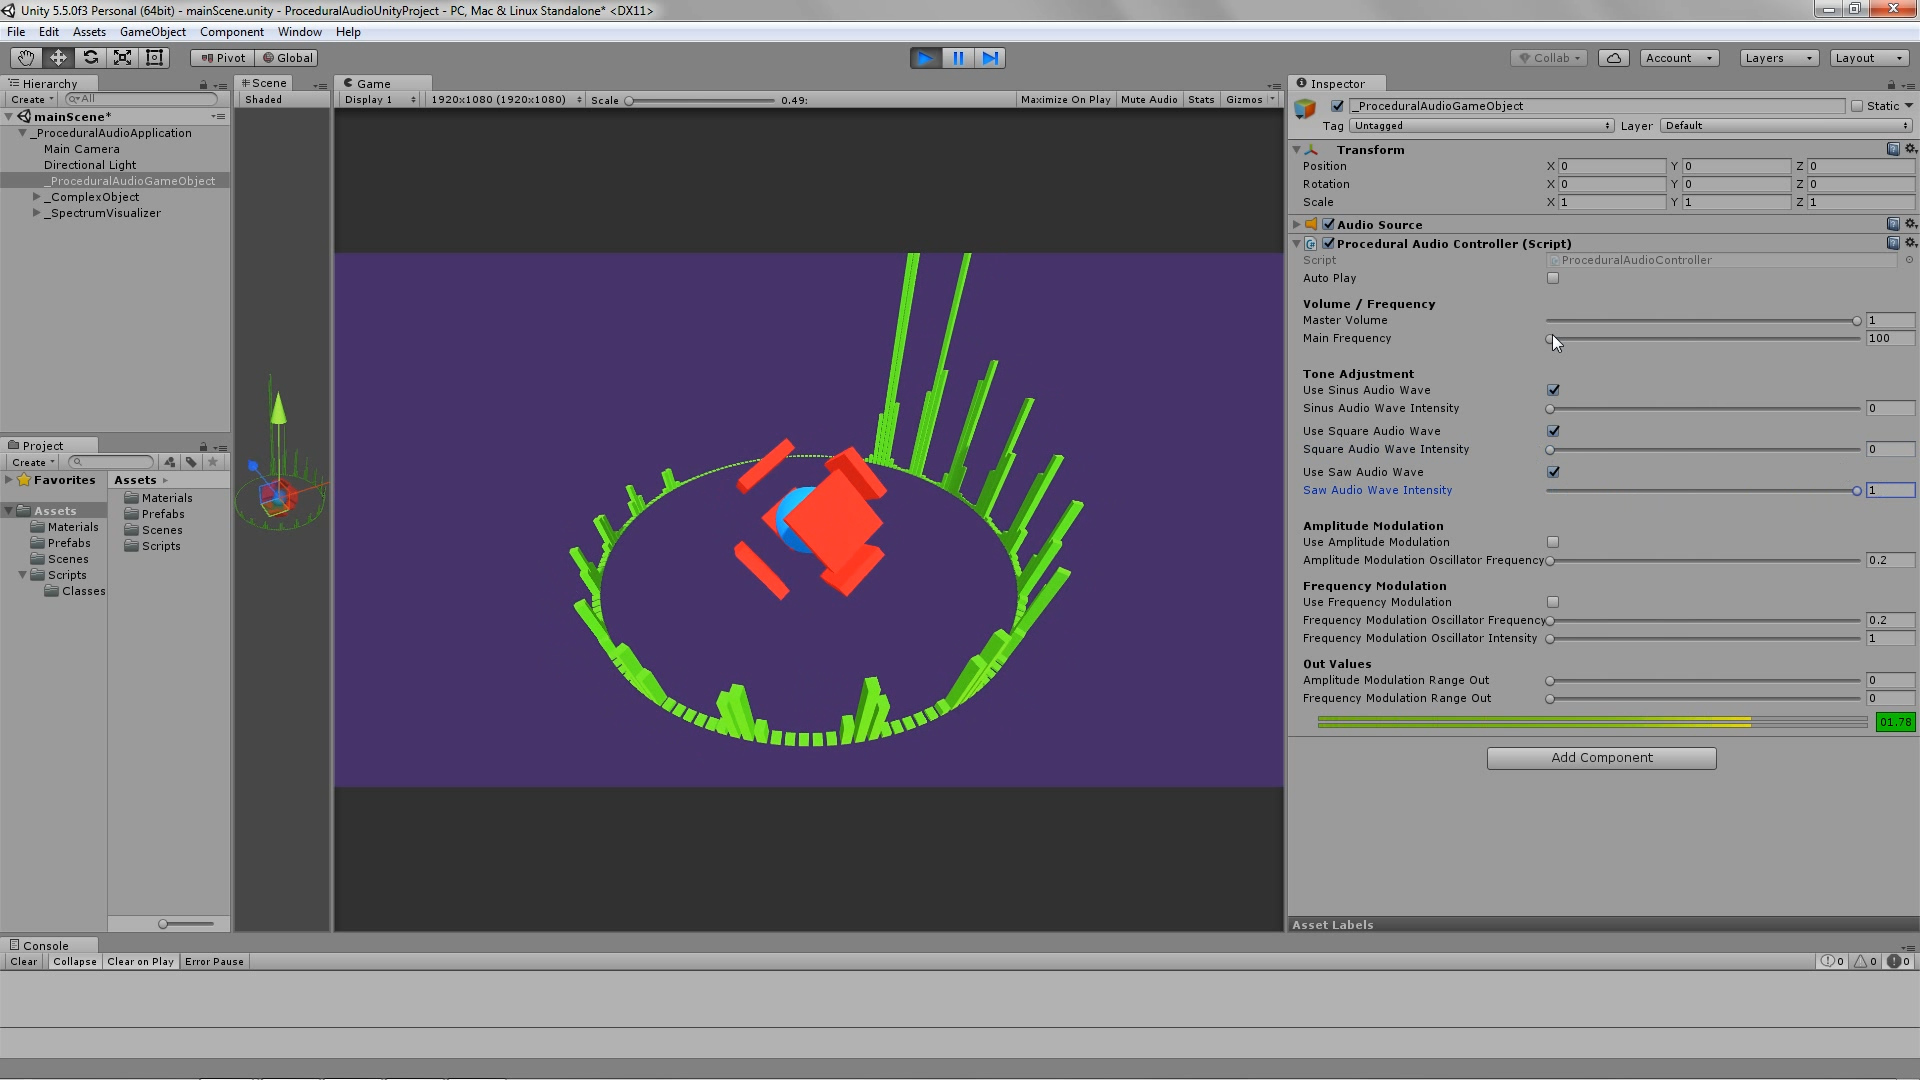 Unity 5.5.0f3 Personal (64bit) - mainScene.unity - ProceduralAudioUnityProject - PC, Mac & Linux Standalone* <DX11>
File Edit Assets GameObject Component Window Help
Pivot Global Collab Account Layers Layout
Hierarchy
Create All
mainScene*
_ProceduralAudioApplication
Main Camera
Directional Light
_ProceduralAudioGameObject
_ComplexObject
_SpectrumVisualizer
Scene
Shaded
Game
Display 1 1920x1080 (1920x1080) Scale 0.49: Maximize On Play Mute Audio Stats Gizmos
Project
Create
Favorites
Assets
Materials
Prefabs
Scenes
Scripts
Classes
Assets
Materials
Prefabs
Scenes
Scripts
Inspector
_ProceduralAudioGameObject Static
Tag Untagged Layer Default
Transform
Position X 0 Y 0 Z 0
Rotation X 0 Y 0 Z 0
Scale X 1 Y 1 Z 1
Audio Source
Procedural Audio Controller (Script)
Script ProceduralAudioController
Auto Play
Volume / Frequency
Master Volume 1
Main Frequency 100
Tone Adjustment
Use Sinus Audio Wave
Sinus Audio Wave Intensity 0
Use Square Audio Wave
Square Audio Wave Intensity 0
Use Saw Audio Wave
Saw Audio Wave Intensity 1
Amplitude Modulation
Use Amplitude Modulation
Amplitude Modulation Oscillator Frequency 0.2
Frequency Modulation
Use Frequency Modulation
Frequency Modulation Oscillator Frequency 0.2
Frequency Modulation Oscillator Intensity 1
Out Values
Amplitude Modulation Range Out 0
Frequency Modulation Range Out 0
01.78
Add Component
Asset Labels
Console
Clear Collapse Clear on Play Error Pause 0 0 0